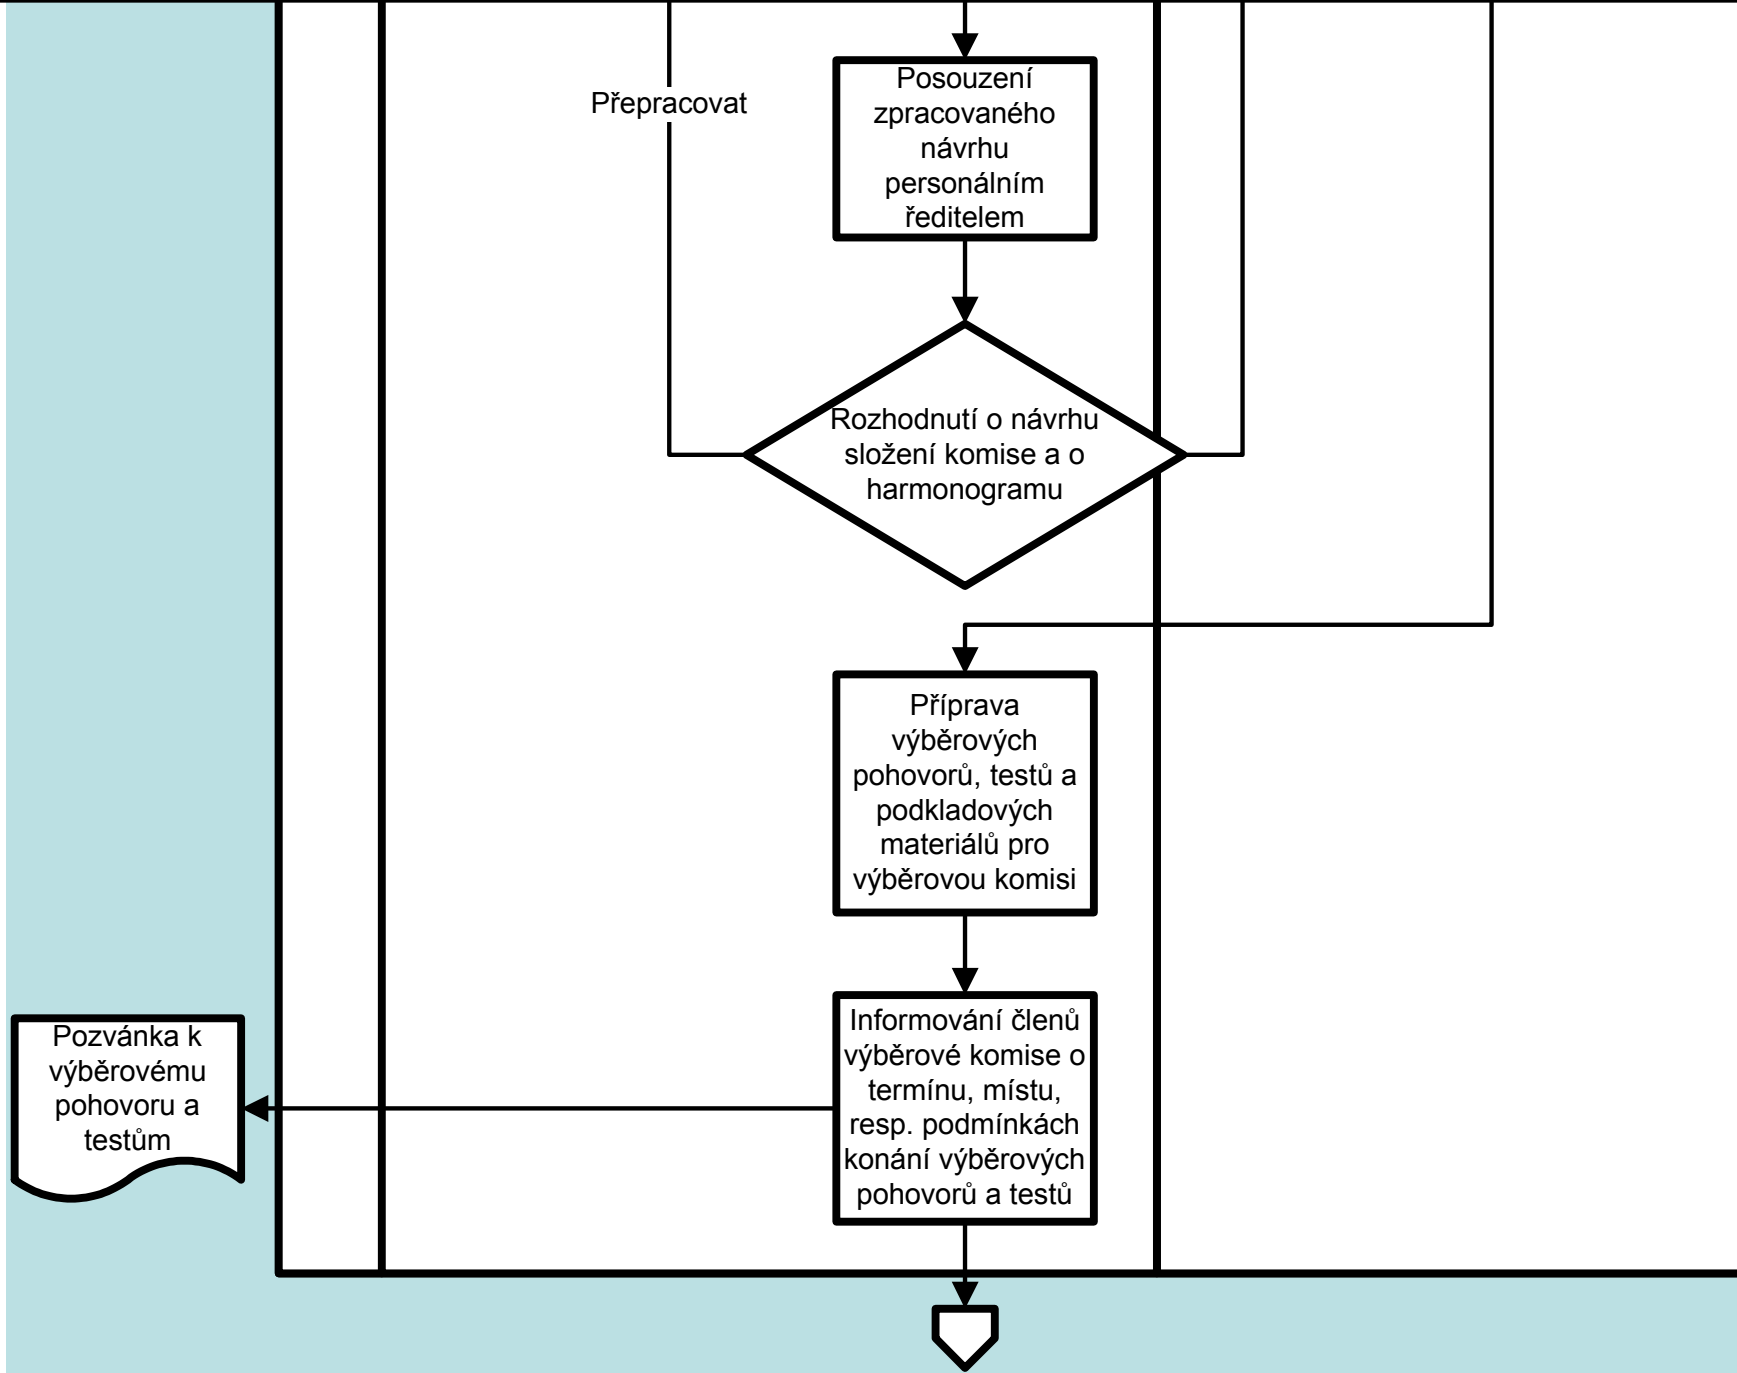 Posouzení
zpracovaného
návrhu
personálním
ředitelem
Přepracovat
Rozhodnutí o návrhu
složení komise a o
harmonogramu
Příprava
výběrových
pohovorů, testů a
podkladových
materiálů pro
výběrovou komisi
Informování členů
výběrové komise o
termínu, místu,
resp. podmínkách
konání výběrových
pohovorů a testů
Pozvánka k
výběrovému
pohovoru a
testům